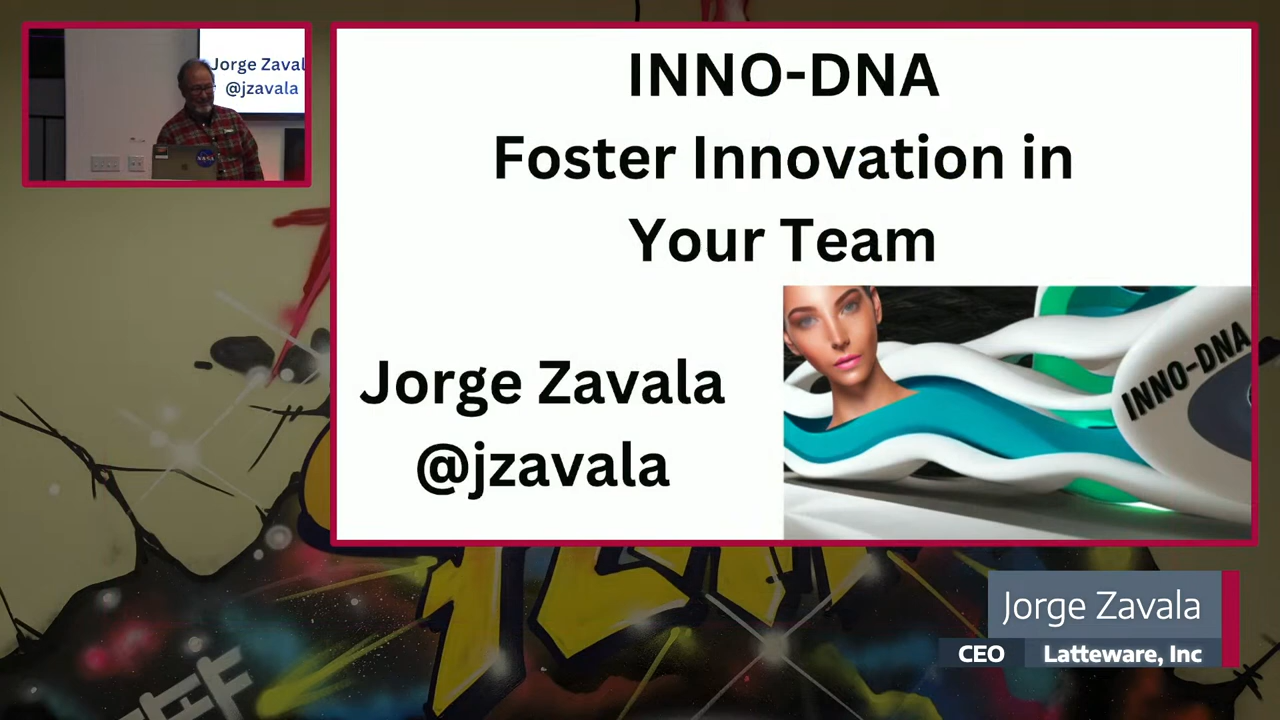 Jorge Zaval
@jzavala
NASA
INNO-DNA
Foster Innovation in
Your Team
Jorge Zavala
@jzavala
INNO-DNA
Jorge Zavala
CEO Latteware, Inc